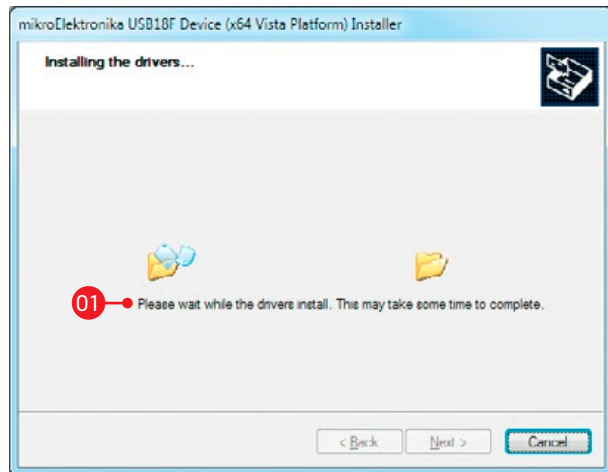 mikroElektronika USB18F Device (x64 Vista Platform) Installer
Installing the drivers...
01
Please wait while the drivers install. This may take some time to complete.
< Back
Next >
Cancel